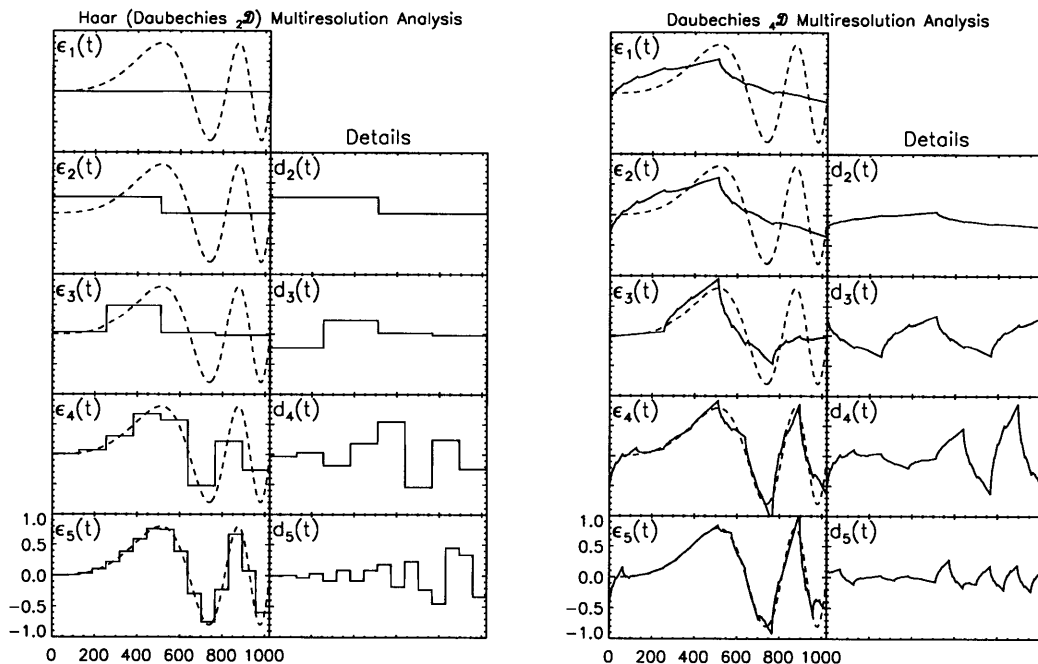 Haar (Daubechies ₂𝒟) Multiresolution Analysis
ϵ₁(t)
Details
ϵ₂(t) d₂(t)
ϵ₃(t) d₃(t)
ϵ₄(t) d₄(t)
ϵ₅(t) d₅(t)
1.0
0.5
0.0
−0.5
−1.0
0 200 400 600 800 1000
Daubechies ₄𝒟 Multiresolution Analysis
ϵ₁(t)
Details
ϵ₂(t) d₂(t)
ϵ₃(t) d₃(t)
ϵ₄(t) d₄(t)
ϵ₅(t) d₅(t)
1.0
0.5
0.0
−0.5
−1.0
0 200 400 600 800 1000